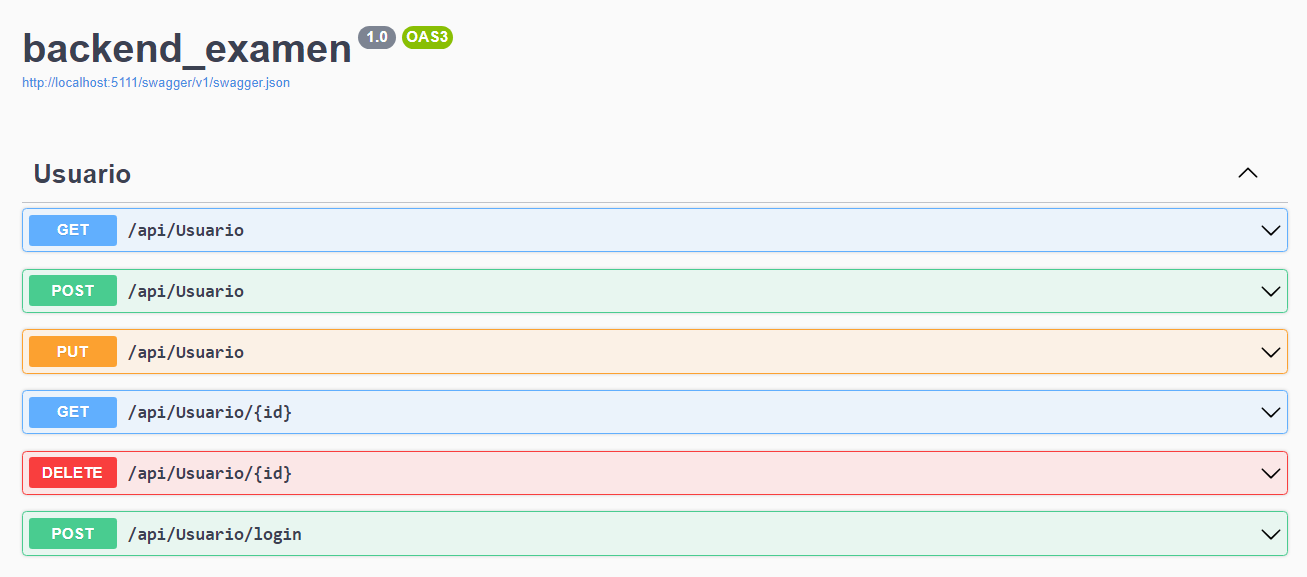 backend_examen 1.0 OAS3
http://localhost:5111/swagger/v1/swagger.json
Usuario
GET /api/Usuario
POST /api/Usuario
PUT /api/Usuario
GET /api/Usuario/{id}
DELETE /api/Usuario/{id}
POST /api/Usuario/login